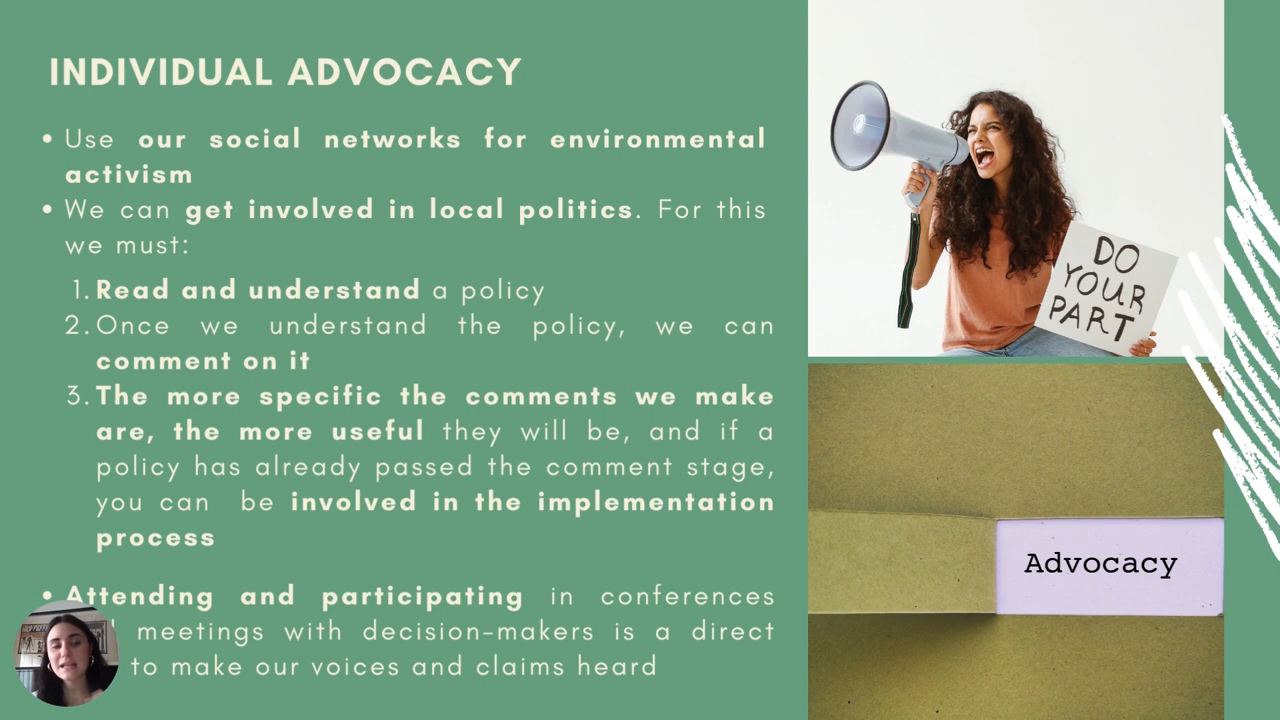 INDIVIDUAL ADVOCACY
• Use our social networks for environmental
activism
• We can get involved in local politics. For this
we must:
1. Read and understand a policy
2. Once we understand the policy, we can
comment on it
3. The more specific the comments we make
are, the more useful they will be, and if a
policy has already passed the comment stage,
you can be involved in the implementation
process
• Attending and participating in conferences
meetings with decision-makers is a direct
to make our voices and claims heard
DO
YOUR
PART
Advocacy